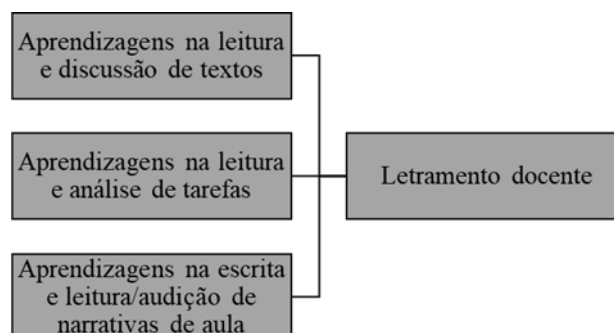 Aprendizagens na leitura
e discussão de textos
Aprendizagens na leitura
e análise de tarefas
Letramento docente
Aprendizagens na escrita
e leitura/audição de
narrativas de aula